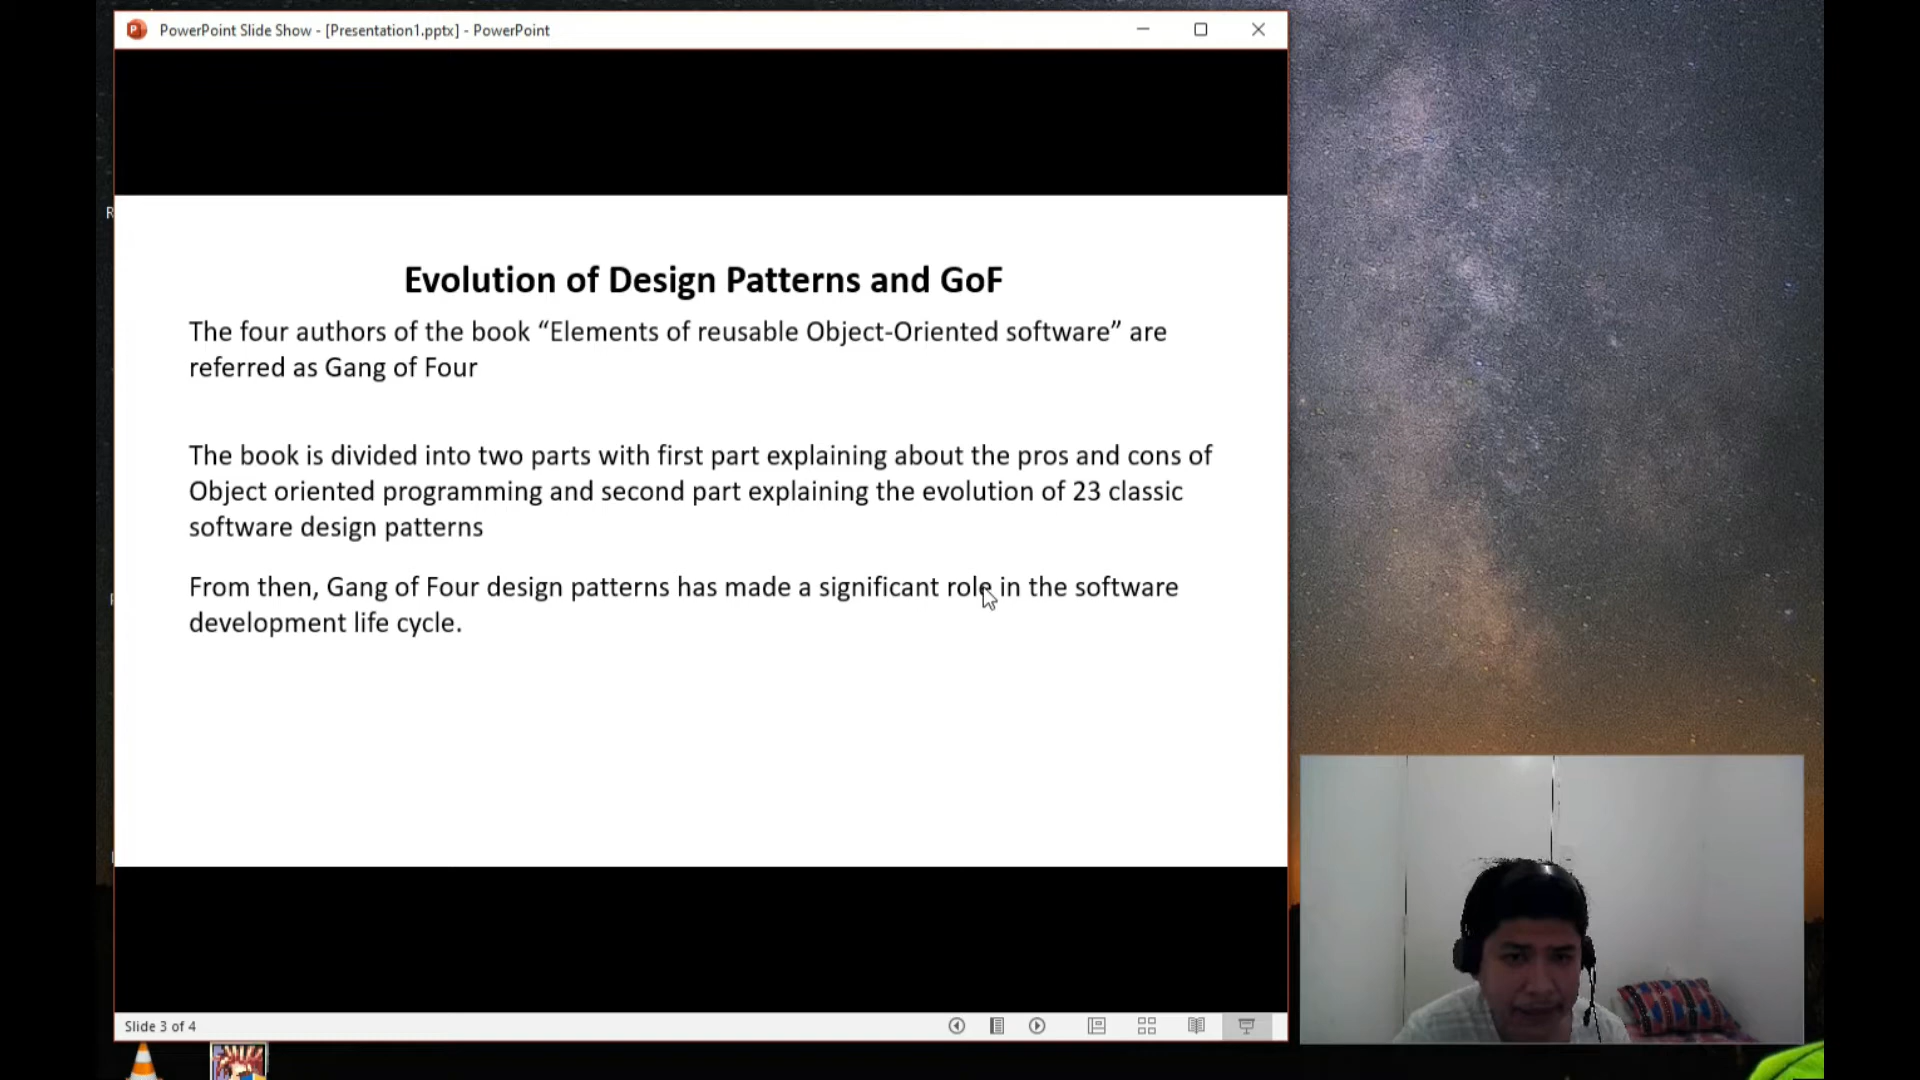 PowerPoint Slide Show - [Presentation1.pptx] - PowerPoint
Evolution of Design Patterns and GoF
The four authors of the book “Elements of reusable Object-Oriented software” are
referred as Gang of Four
The book is divided into two parts with first part explaining about the pros and cons of
Object oriented programming and second part explaining the evolution of 23 classic
software design patterns
From then, Gang of Four design patterns has made a significant role in the software
development life cycle.
Slide 3 of 4